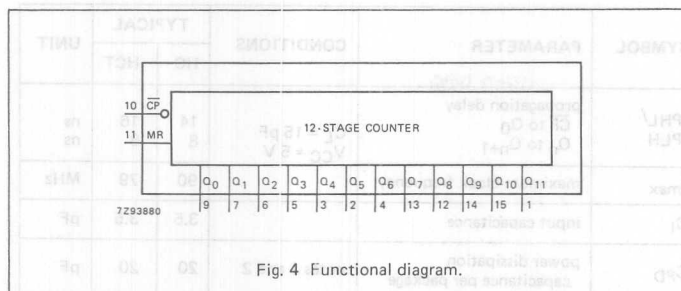 10 C̅P̅
12-STAGE COUNTER
11 MR
Q0 Q1 Q2 Q3 Q4 Q5 Q6 Q7 Q8 Q9 Q10 Q11
9 7 6 5 3 2 4 13 12 14 15 1
7Z93880
Fig. 4 Functional diagram.